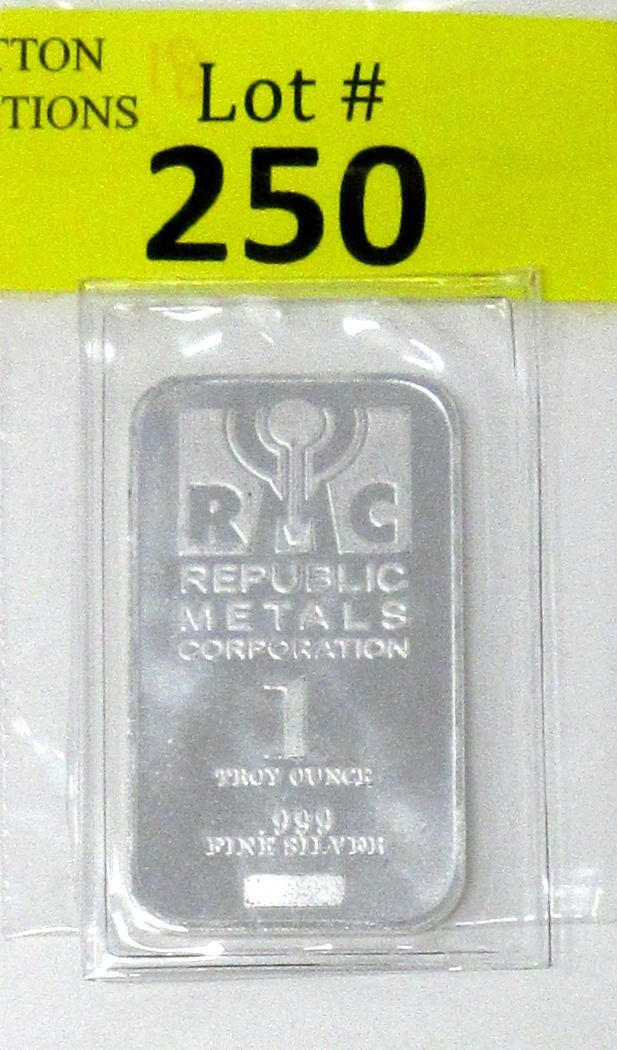 TTON
TIONS
Lot #
250
RMC
REPUBLIC
METALS
CORPORATION
1
TROY OUNCE
.999
FINE SILVER